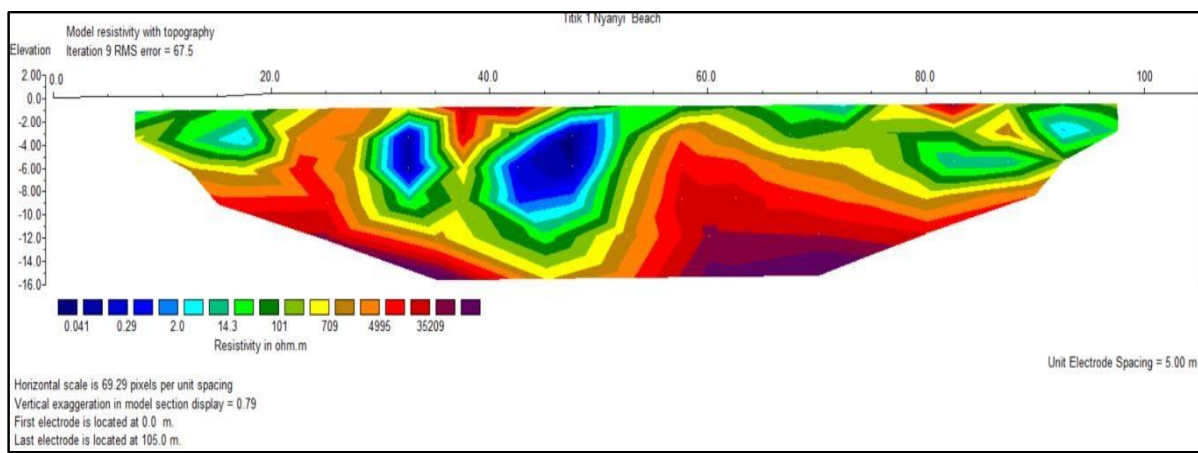 Titik 1 Nyanyi Beach
Model resistivity with topography
Elevation Iteration 9 RMS error = 67.5
2.00 0.0 20.0 40.0 60.0 80.0 100
0.0
-2.00
-4.00
-6.00
-8.00
-10.0
-12.0
-14.0
-16.0
0.041 0.29 2.0 14.3 101 709 4995 35209
Resistivity in ohm.m
Unit Electrode Spacing = 5.00 m
Horizontal scale is 69.29 pixels per unit spacing
Vertical exaggeration in model section display = 0.79
First electrode is located at 0.0 m.
Last electrode is located at 105.0 m.